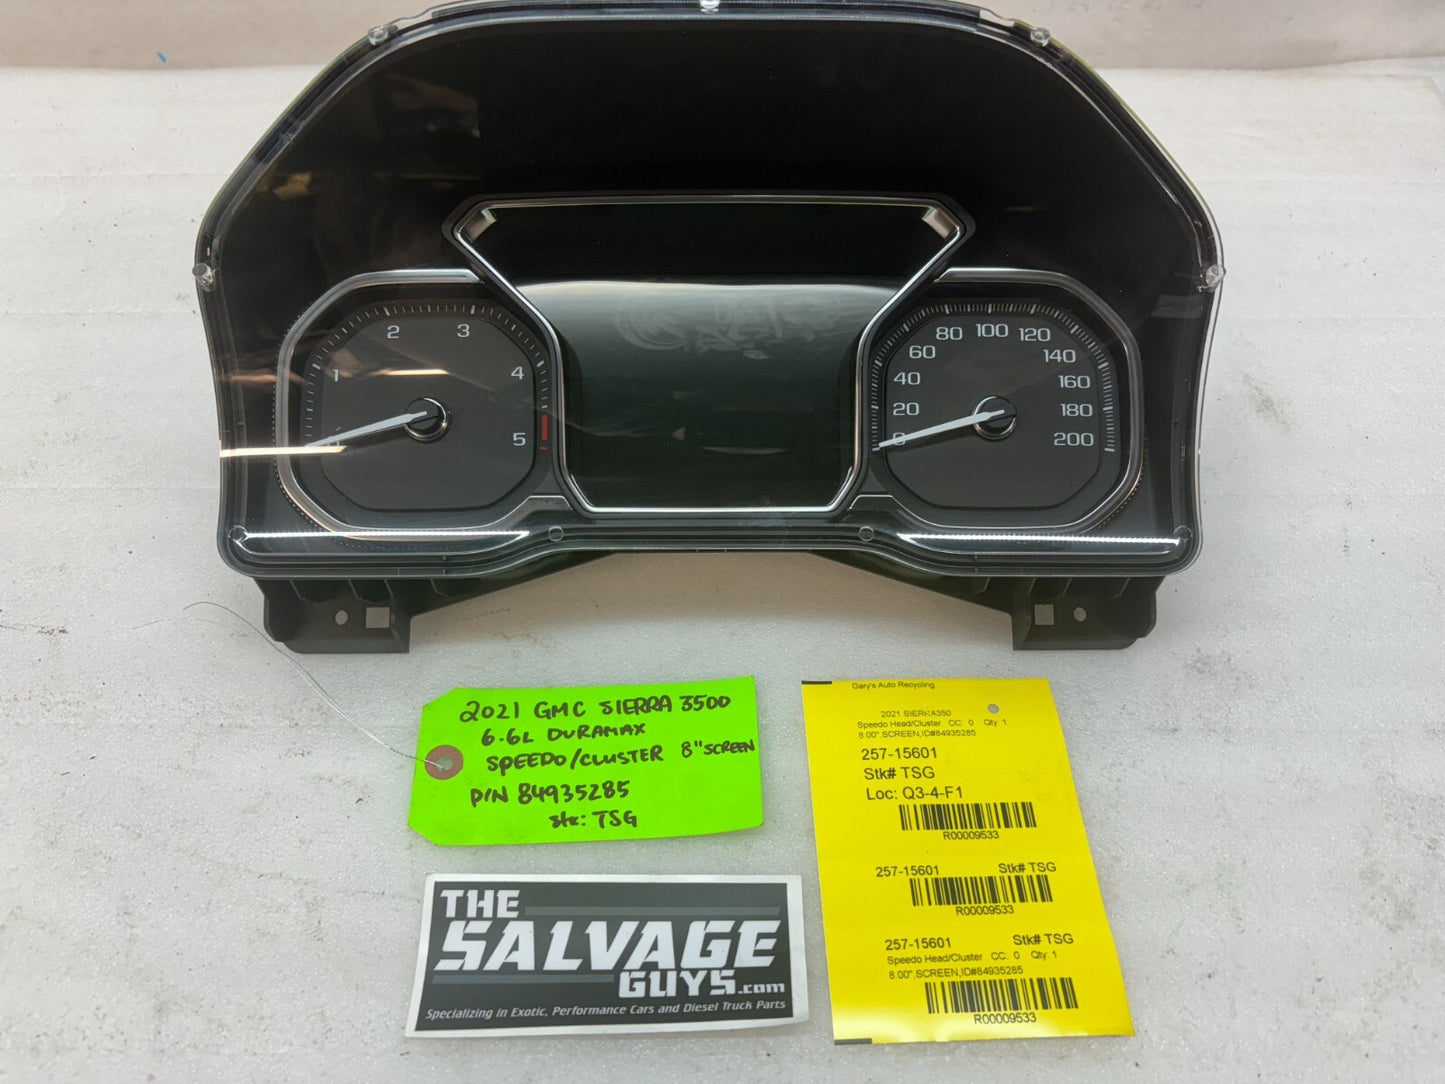 1
2
3
4
5
0
20
40
60
80
100
120
140
160
180
200
2021 GMC SIERRA 3500
6.6L DURAMAX
SPEEDO/CLUSTER 8" SCREEN
P/N 84935285
stk: TSG
THE
SALVAGE
GUYS.com
Specializing in Exotic, Performance Cars and Diesel Truck Parts
Gary's Auto Recycling
2021 SIERRA350
Speedo Head/Cluster CC: 0 Qty 1
8.00",SCREEN,ID#84935285
257-15601
Stk# TSG
Loc: Q3-4-F1
R00009533
257-15601 Stk# TSG
R00009533
257-15601 Stk# TSG
Speedo Head/Cluster CC: 0 Qty 1
8.00",SCREEN,ID#84935285
R00009533